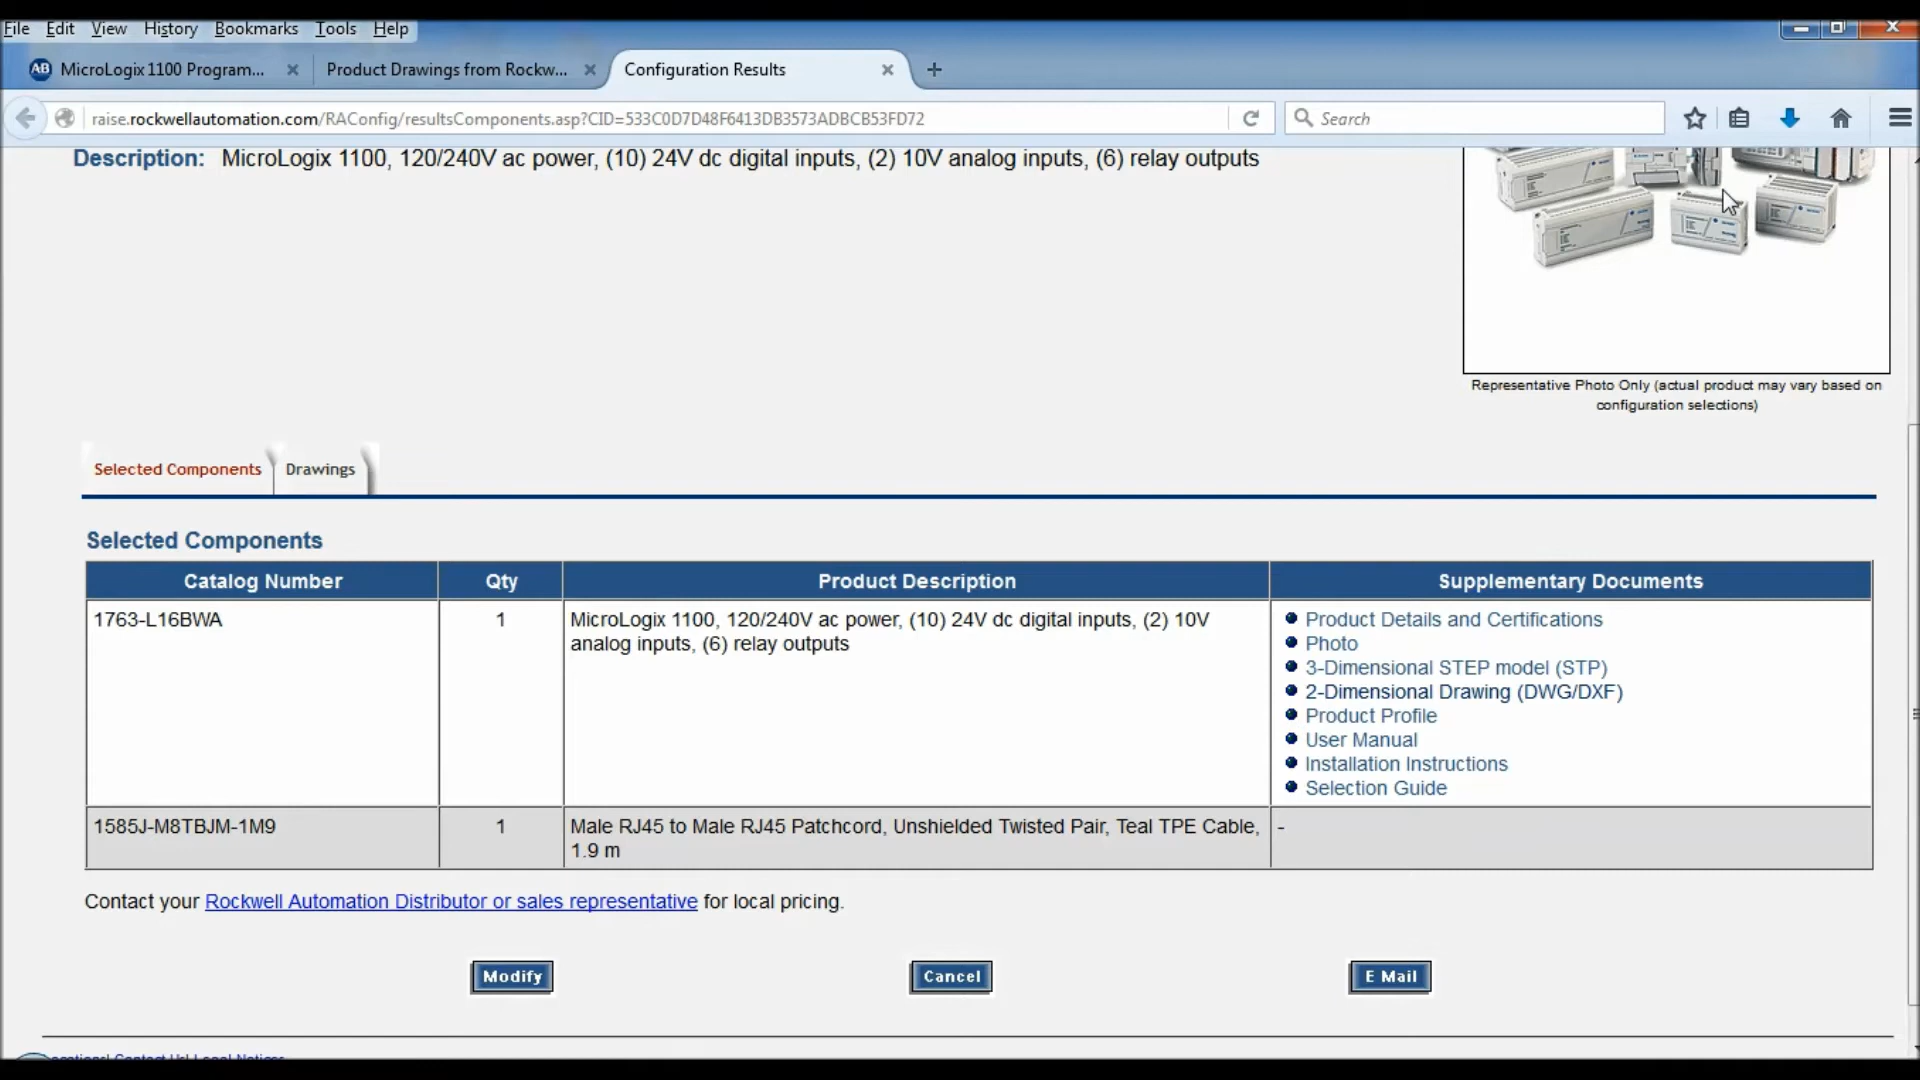 File Edit View History Bookmarks Tools Help
AB MicroLogix 1100 Program... Product Drawings from Rockw... Configuration Results
raise.rockwellautomation.com/RAConfig/resultsComponents.asp?CID=533C0D7D48F6413DB3573ADBCB53FD72 Search
Description: MicroLogix 1100, 120/240V ac power, (10) 24V dc digital inputs, (2) 10V analog inputs, (6) relay outputs
Representative Photo Only (actual product may vary based on
configuration selections)
Selected Components Drawings
Selected Components
Catalog Number Qty Product Description Supplementary Documents
1763-L16BWA 1 MicroLogix 1100, 120/240V ac power, (10) 24V dc digital inputs, (2) 10V
analog inputs, (6) relay outputs
Product Details and Certifications
Photo
3-Dimensional STEP model (STP)
2-Dimensional Drawing (DWG/DXF)
Product Profile
User Manual
Installation Instructions
Selection Guide
1585J-M8TBJM-1M9 1 Male RJ45 to Male RJ45 Patchcord, Unshielded Twisted Pair, Teal TPE Cable, -
1.9 m
Contact your Rockwell Automation Distributor or sales representative for local pricing.
Modify Cancel E Mail
Contact Us Legal Notices